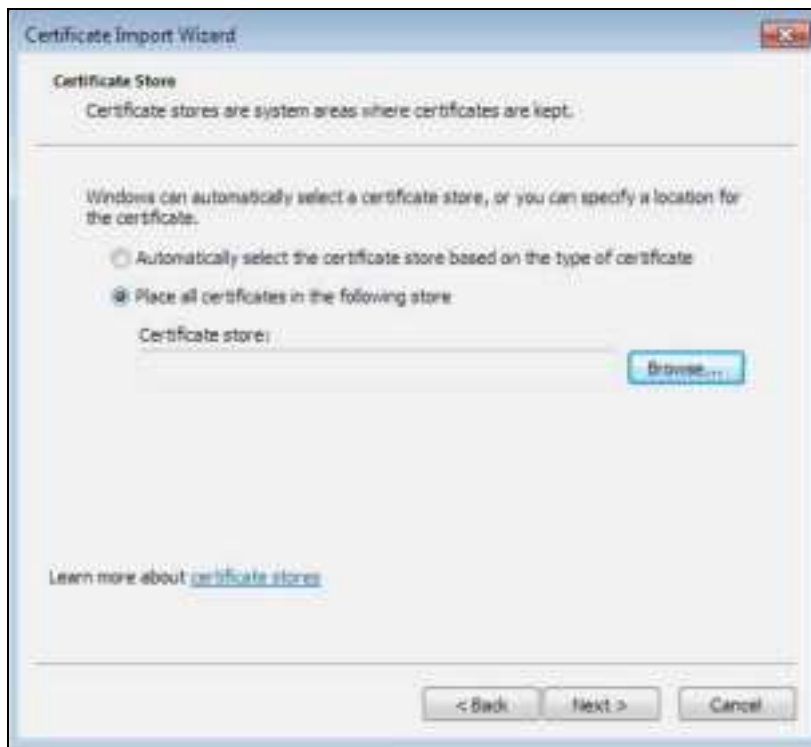 Certificate Import Wizard
Certificate Store
Certificate stores are system areas where certificates are kept.
Windows can automatically select a certificate store, or you can specify a location for
the certificate.
Automatically select the certificate store based on the type of certificate
Place all certificates in the following store
Certificate store:
Browse...
Learn more about certificate stores
< Back
Next >
Cancel